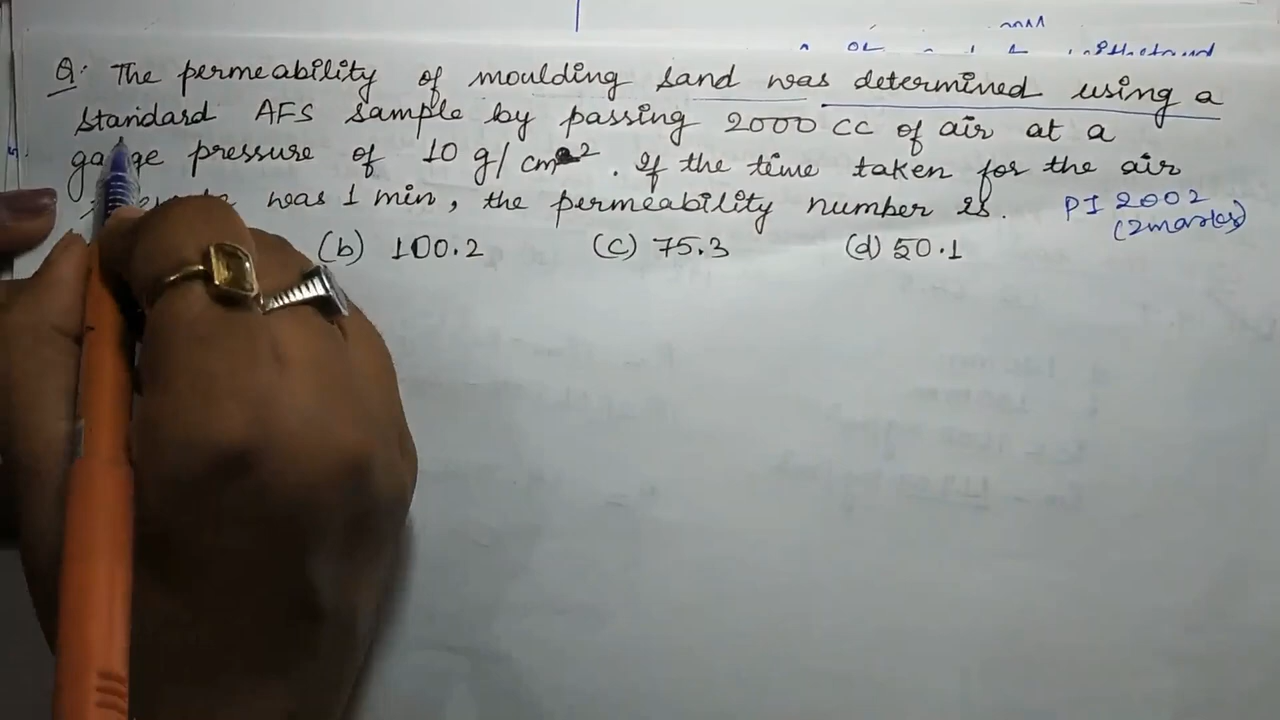 Q: The permeability of moulding sand was determined using a
standard AFS sample by passing 2000 cc of air at a
gauge pressure of 10 g/cm². If the time taken for the air
was 1 min, the permeability number is. PI 2002
(2marks)
(b) 100.2 (c) 75.3 (d) 50.1